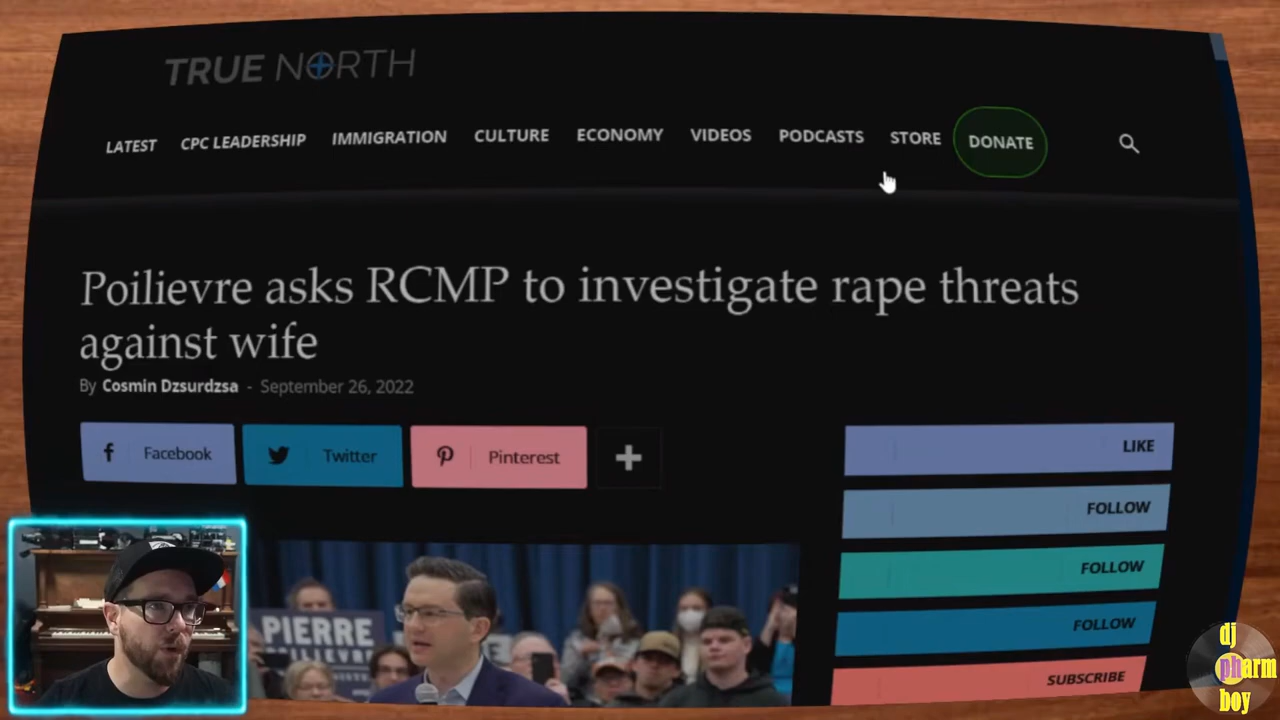 TRUE NORTH
LATEST CPC LEADERSHIP IMMIGRATION CULTURE ECONOMY VIDEOS PODCASTS STORE DONATE
Poilievre asks RCMP to investigate rape threats
against wife
By Cosmin Dzsurdzsa - September 26, 2022
Facebook Twitter Pinterest
LIKE
FOLLOW
FOLLOW
FOLLOW
SUBSCRIBE
PIERRE
POILIEVRE
dj
pharm
boy